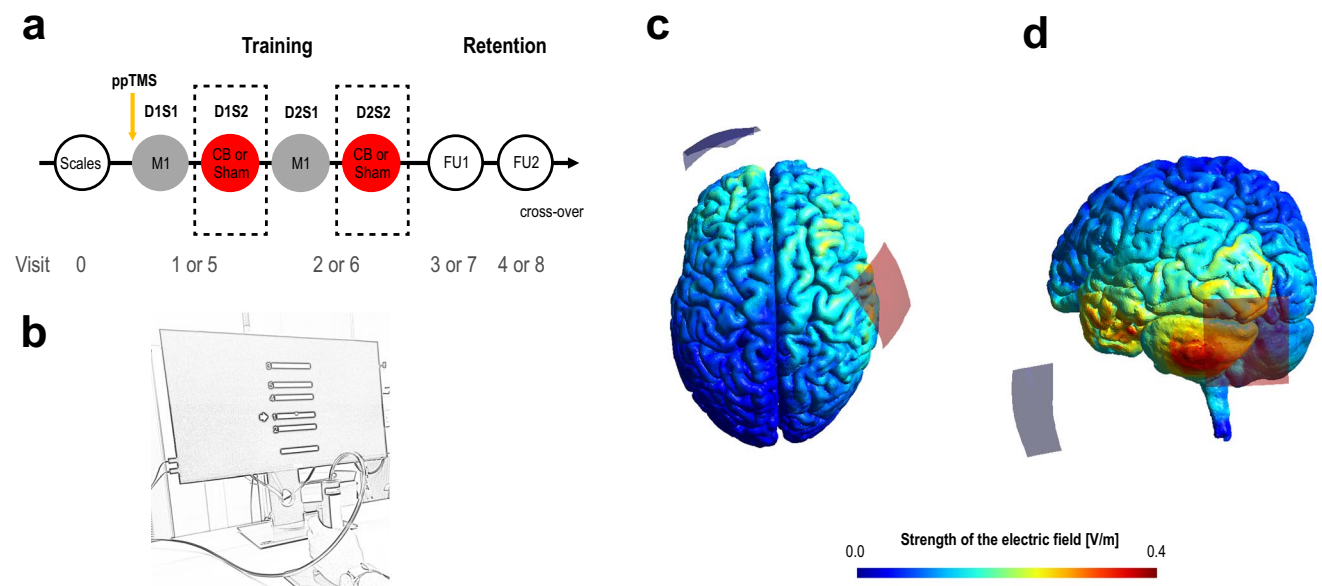 a
Training
Retention
ppTMS
D1S1
D1S2
D2S1
D2S2
Scales
M1
CB or
Sham
M1
CB or
Sham
FU1
FU2
cross-over
Visit 0 1 or 5 2 or 6 3 or 7 4 or 8
b
c
d
Strength of the electric field [V/m]
0.0
0.4